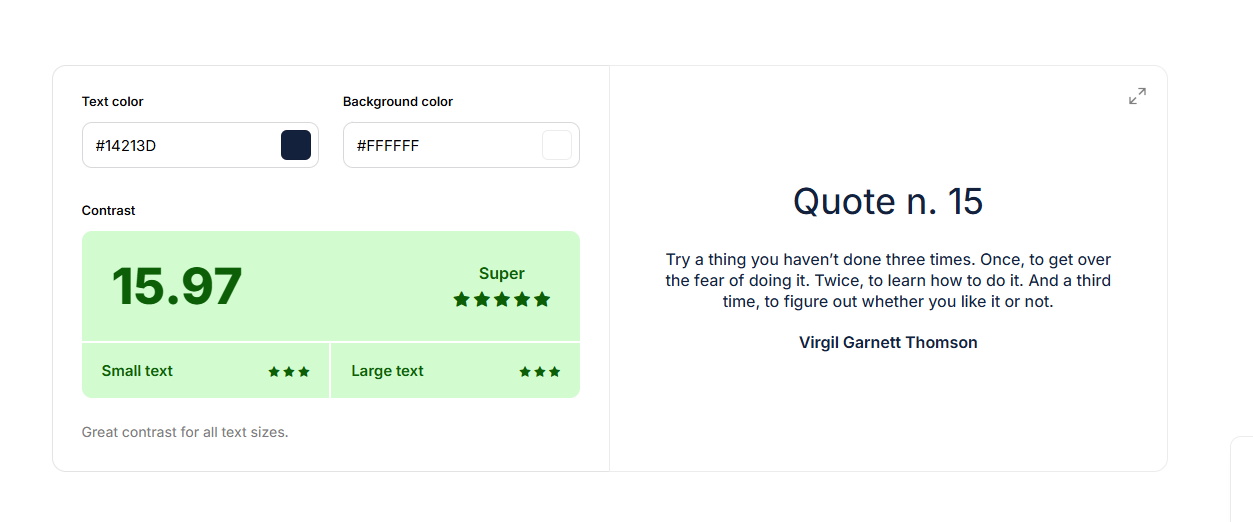 Text color
Background color
#14213D
#FFFFFF
Contrast
15.97
Super
Small text
Large text
Great contrast for all text sizes.
Quote n. 15
Try a thing you haven’t done three times. Once, to get over
the fear of doing it. Twice, to learn how to do it. And a third
time, to figure out whether you like it or not.
Virgil Garnett Thomson